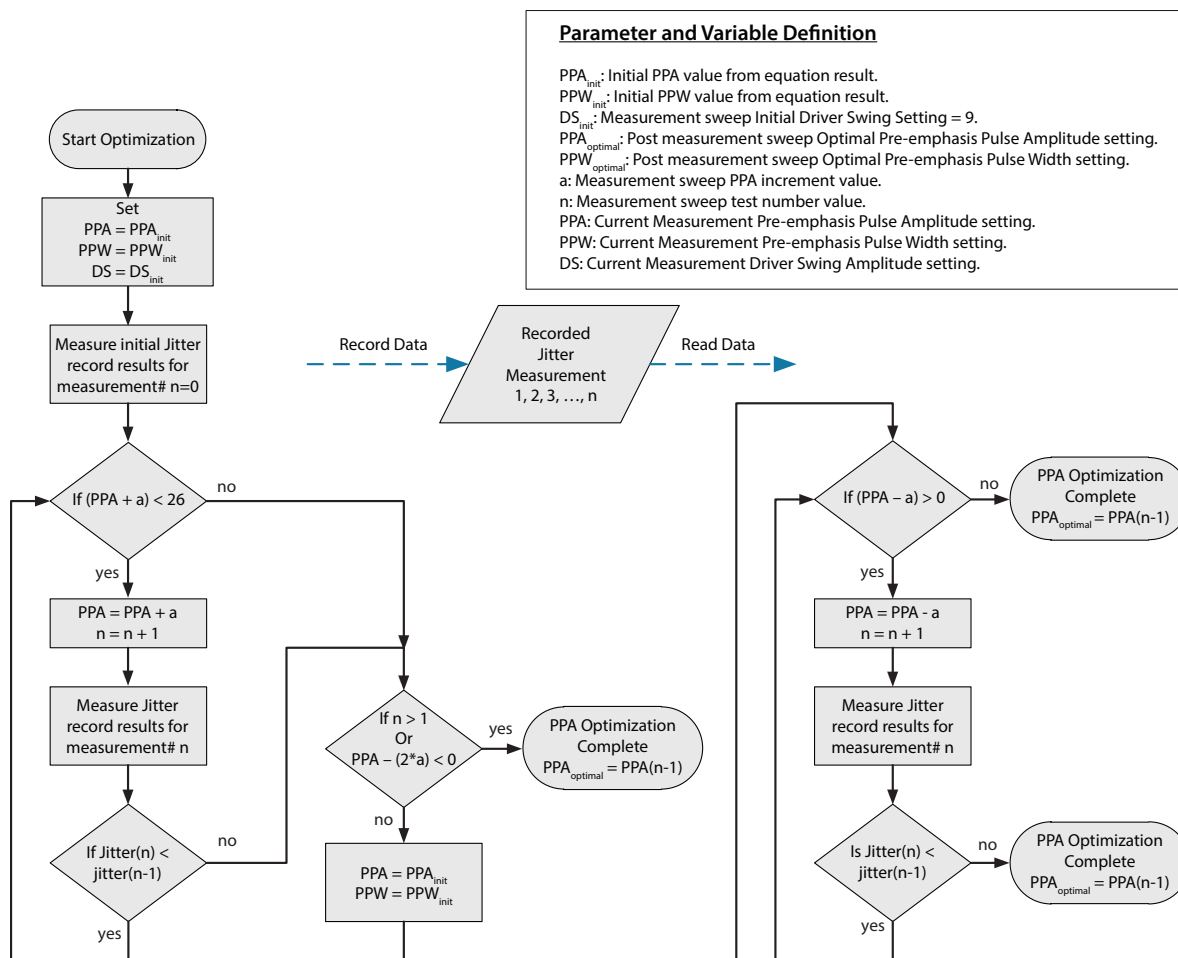 Parameter and Variable Definition
PPAinit: Initial PPA value from equation result.
PPWinit: Initial PPW value from equation result.
DSinit: Measurement sweep Initial Driver Swing Setting = 9.
PPAoptimal: Post measurement sweep Optimal Pre-emphasis Pulse Amplitude setting.
PPWoptimal: Post measurement sweep Optimal Pre-emphasis Pulse Width setting.
a: Measurement sweep PPA increment value.
n: Measurement sweep test number value.
PPA: Current Measurement Pre-emphasis Pulse Amplitude setting.
PPW: Current Measurement Pre-emphasis Pulse Width setting.
DS: Current Measurement Driver Swing Amplitude setting.
Start Optimization
Set
PPA = PPAinit
PPW = PPWinit
DS = DSinit
Measure initial Jitter
record results for
measurement# n=0
Record Data
Recorded
Jitter
Measurement
1, 2, 3, …, n
Read Data
If (PPA + a) < 26
no
yes
PPA = PPA + a
n = n + 1
Measure Jitter
record results for
measurement# n
If Jitter(n) <
jitter(n-1)
no
yes
If n > 1
Or
PPA – (2*a) < 0
yes
no
PPA Optimization
Complete
PPAoptimal = PPA(n-1)
PPA = PPAinit
PPW = PPWinit
If (PPA – a) > 0
no
yes
PPA Optimization
Complete
PPAoptimal = PPA(n-1)
PPA = PPA - a
n = n + 1
Measure Jitter
record results for
measurement# n
Is Jitter(n) <
jitter(n-1)
no
yes
PPA Optimization
Complete
PPAoptimal = PPA(n-1)